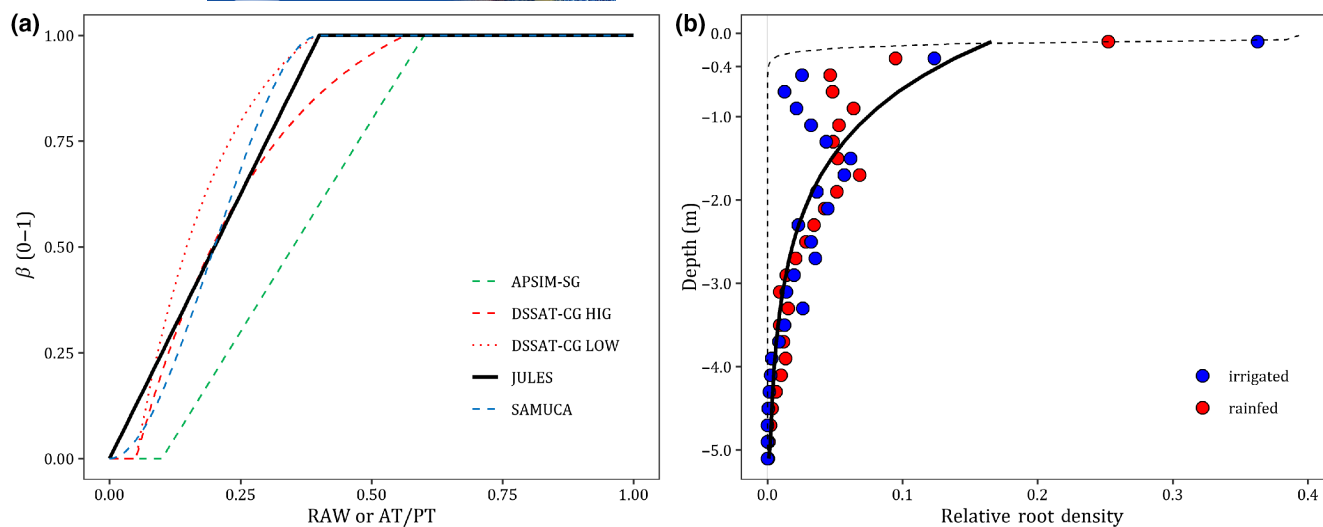 (a)
1.00
0.75
0.50
0.25
0.00
β (0−1)
APSIM-SG
DSSAT-CG HIG
DSSAT-CG LOW
JULES
SAMUCA
0.00 0.25 0.50 0.75 1.00
RAW or AT/PT
(b)
0.0
−0.4
−1.0
−2.0
−3.0
−4.0
−5.0
Depth (m)
irrigated
rainfed
0.0 0.1 0.2 0.3 0.4
Relative root density